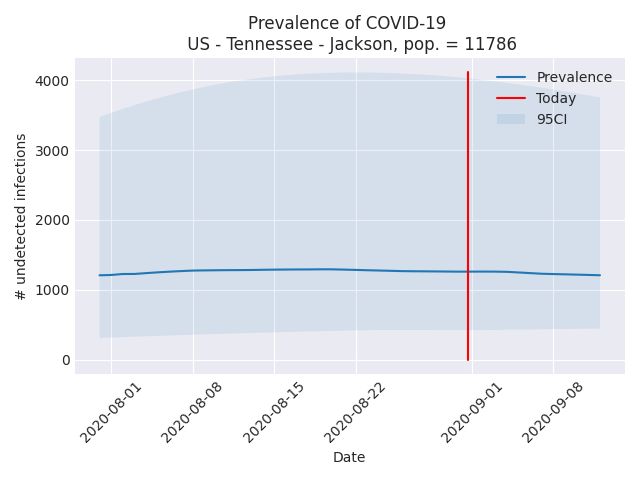 Prevalence of COVID-19
US - Tennessee - Jackson, pop. = 11786
Prevalence
Today
95CI
# undetected infections
4000
3000
2000
1000
0
2020-08-01
2020-08-08
2020-08-15
2020-08-22
2020-09-01
2020-09-08
Date